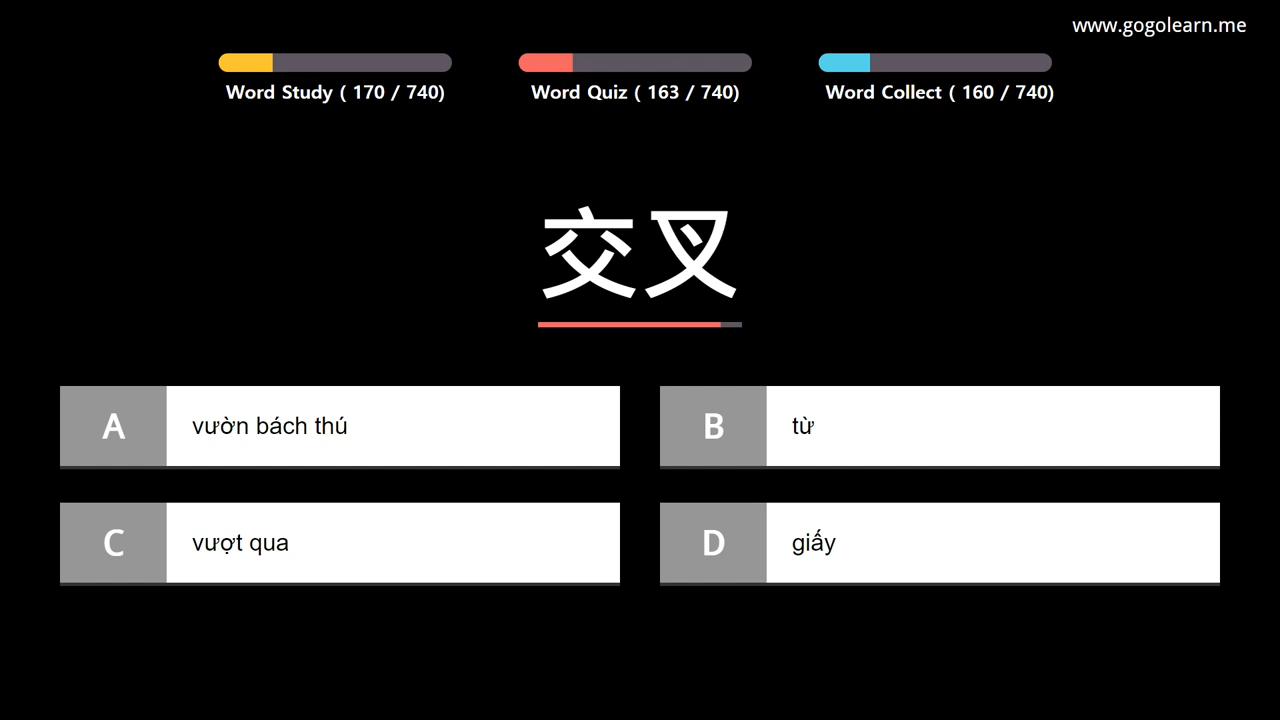 www.gogolearn.me
Word Study ( 170 / 740)
Word Quiz ( 163 / 740)
Word Collect ( 160 / 740)
交叉
A vườn bách thú
B từ
C vượt qua
D giấy